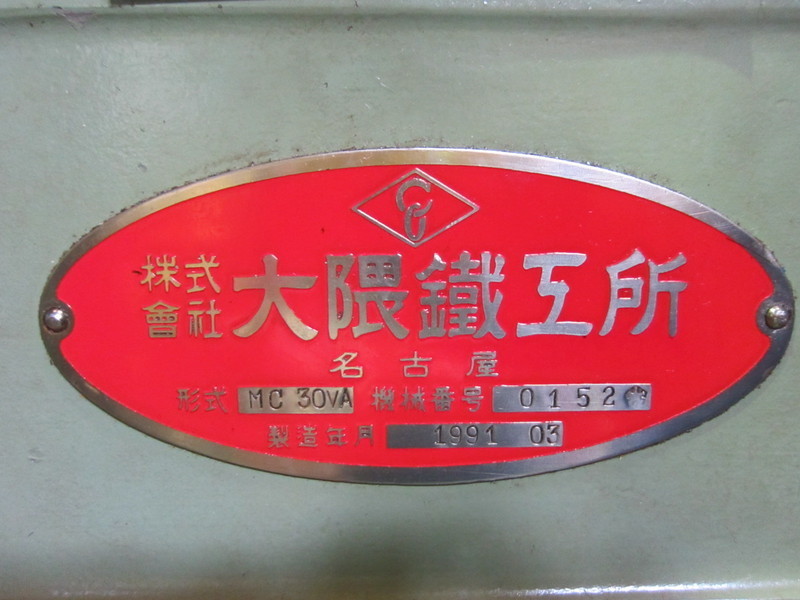 株式
會社
大隈鐵工所
名古屋
形式 MC 30VA 機械番号 0152
製造年月 1991 03